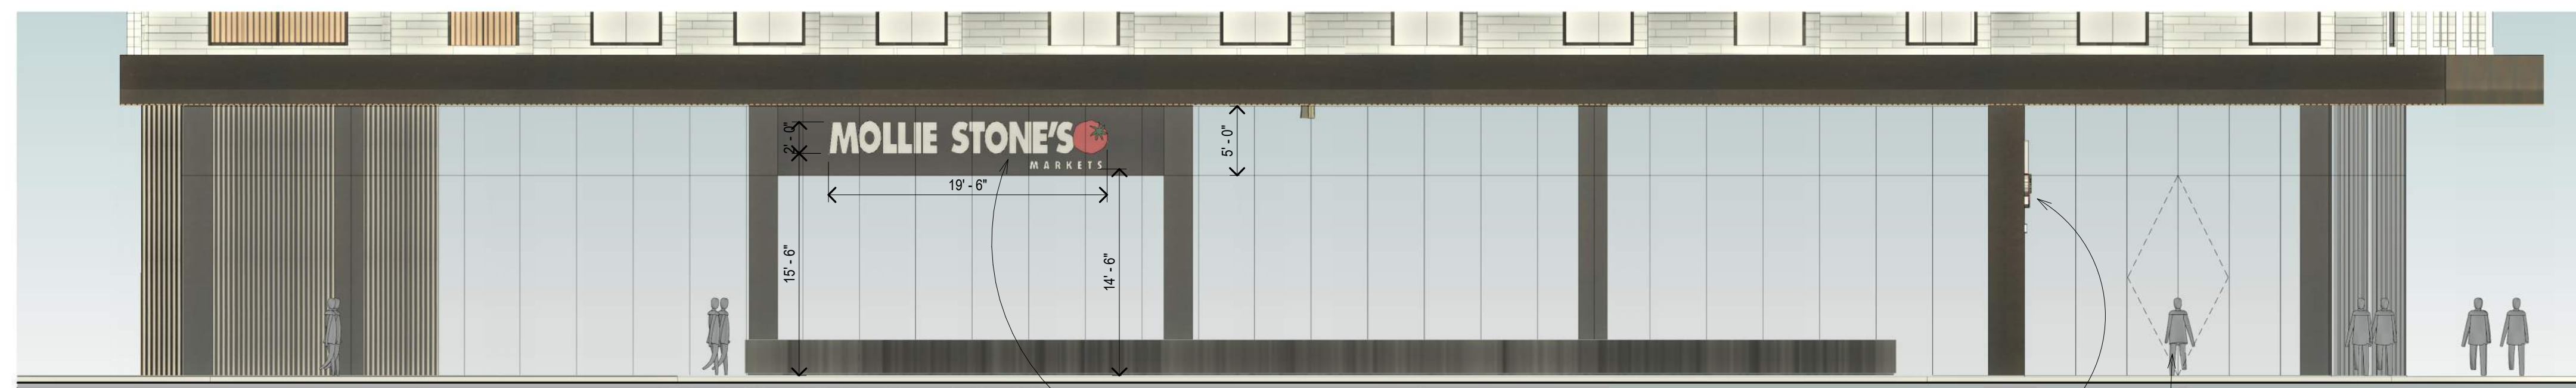 MOLLIE STONE'S
MARKETS
2' - 0"
19' - 6"
15' - 6"
14' - 6"
5' - 0"